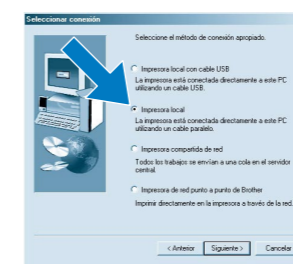 Seleccionar conexión
Seleccione el método de conexión apropiado.
Impresora local con cable USB
La impresora está conectada directamente a este PC
utilizando un cable USB.
Impresora local
La impresora está conectada directamente a este PC
utilizando un cable paralelo.
Impresora compartida de red
Todos los trabajos se envían a una cola en el servidor
central.
Impresora de red punto a punto de Brother
Imprimir directamente en la impresora a través de la red.
< Anterior
Siguiente >
Cancelar